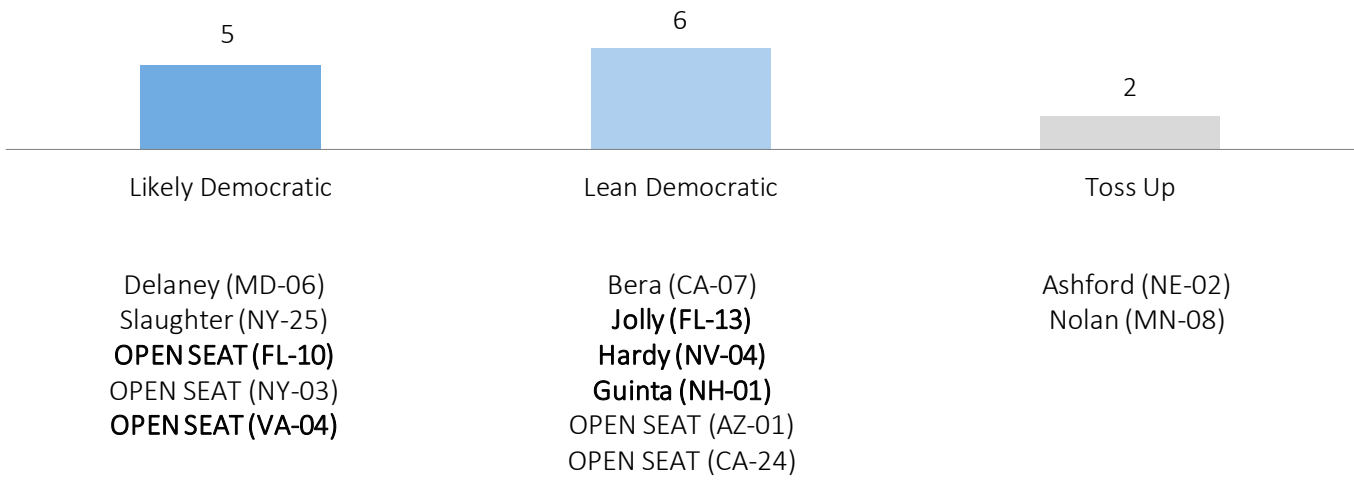 5
6
2
Likely Democratic
Lean Democratic
Toss Up
Delaney (MD-06)
Slaughter (NY-25)
OPEN SEAT (FL-10)
OPEN SEAT (NY-03)
OPEN SEAT (VA-04)
Bera (CA-07)
Jolly (FL-13)
Hardy (NV-04)
Guinta (NH-01)
OPEN SEAT (AZ-01)
OPEN SEAT (CA-24)
Ashford (NE-02)
Nolan (MN-08)